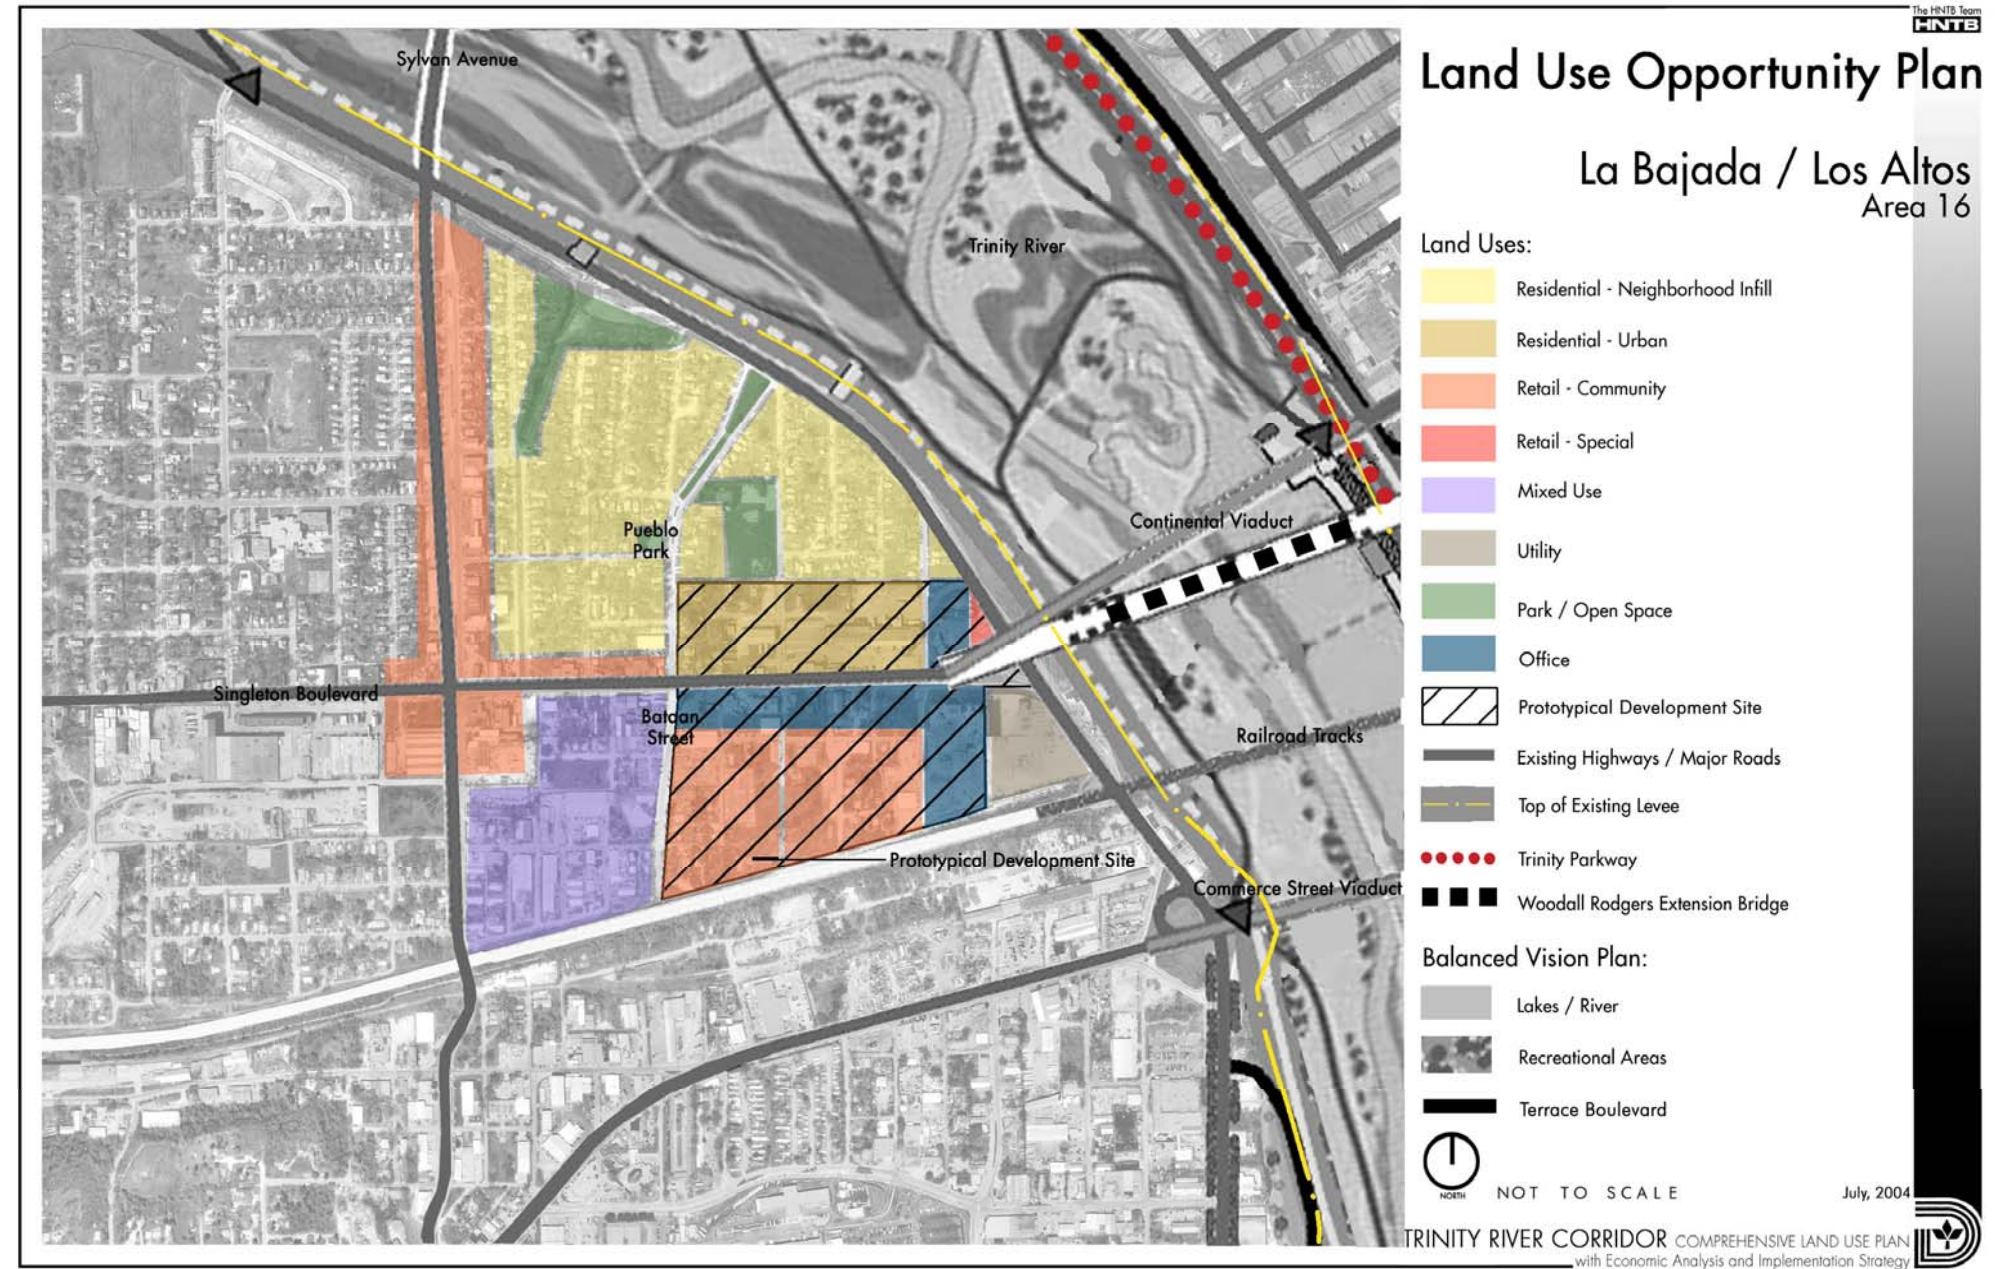 The HNTB Team
HNTB
Land Use Opportunity Plan
La Bajada / Los Altos
Area 16
Sylvan Avenue
Trinity River
Continental Viaduct
Pueblo
Park
Singleton Boulevard
Bataan
Street
Railroad Tracks
Prototypical Development Site
Commerce Street Viaduct
Land Uses:
Residential - Neighborhood Infill
Residential - Urban
Retail - Community
Retail - Special
Mixed Use
Utility
Park / Open Space
Office
Prototypical Development Site
Existing Highways / Major Roads
Top of Existing Levee
Trinity Parkway
Woodall Rodgers Extension Bridge
Balanced Vision Plan:
Lakes / River
Recreational Areas
Terrace Boulevard
NORTH
NOT TO SCALE
July, 2004
TRINITY RIVER CORRIDOR COMPREHENSIVE LAND USE PLAN
with Economic Analysis and Implementation Strategy